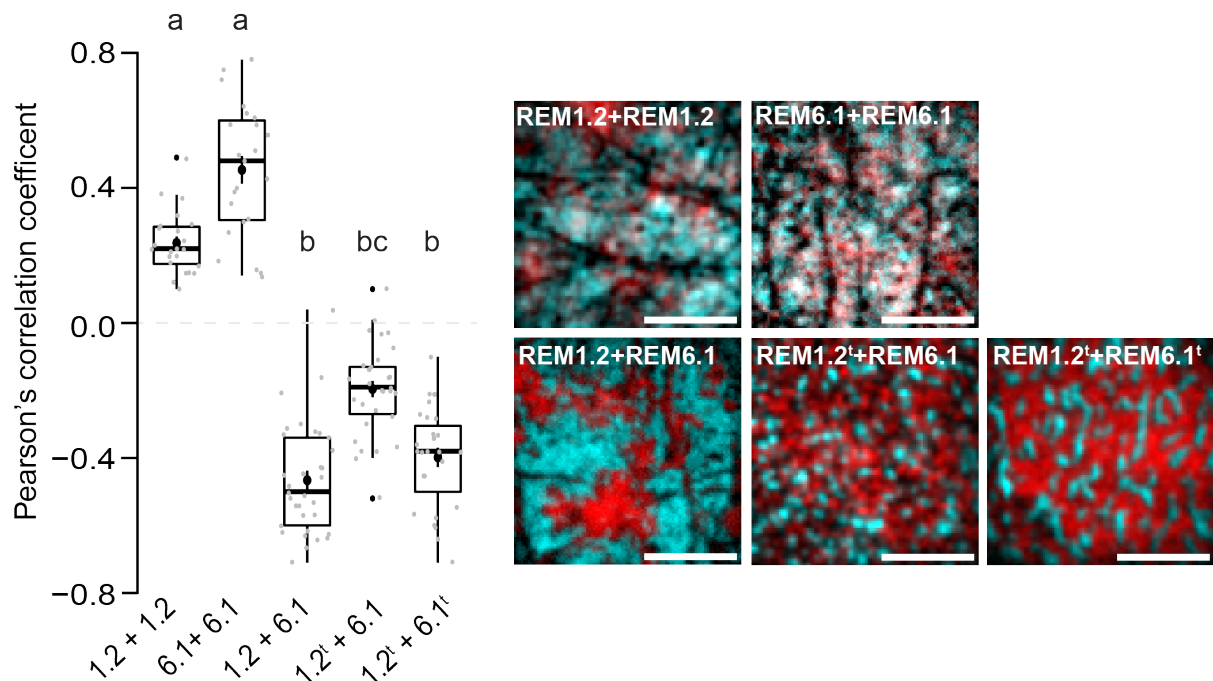 a a
b bc b
Pearson's correlation coefficent
0.8
0.4
0.0
−0.4
−0.8
1.2 + 1.2
6.1+ 6.1
1.2 + 6.1
1.2ᵗ + 6.1
1.2ᵗ + 6.1ᵗ
REM1.2+REM1.2
REM6.1+REM6.1
REM1.2+REM6.1
REM1.2ᵗ+REM6.1
REM1.2ᵗ+REM6.1ᵗ